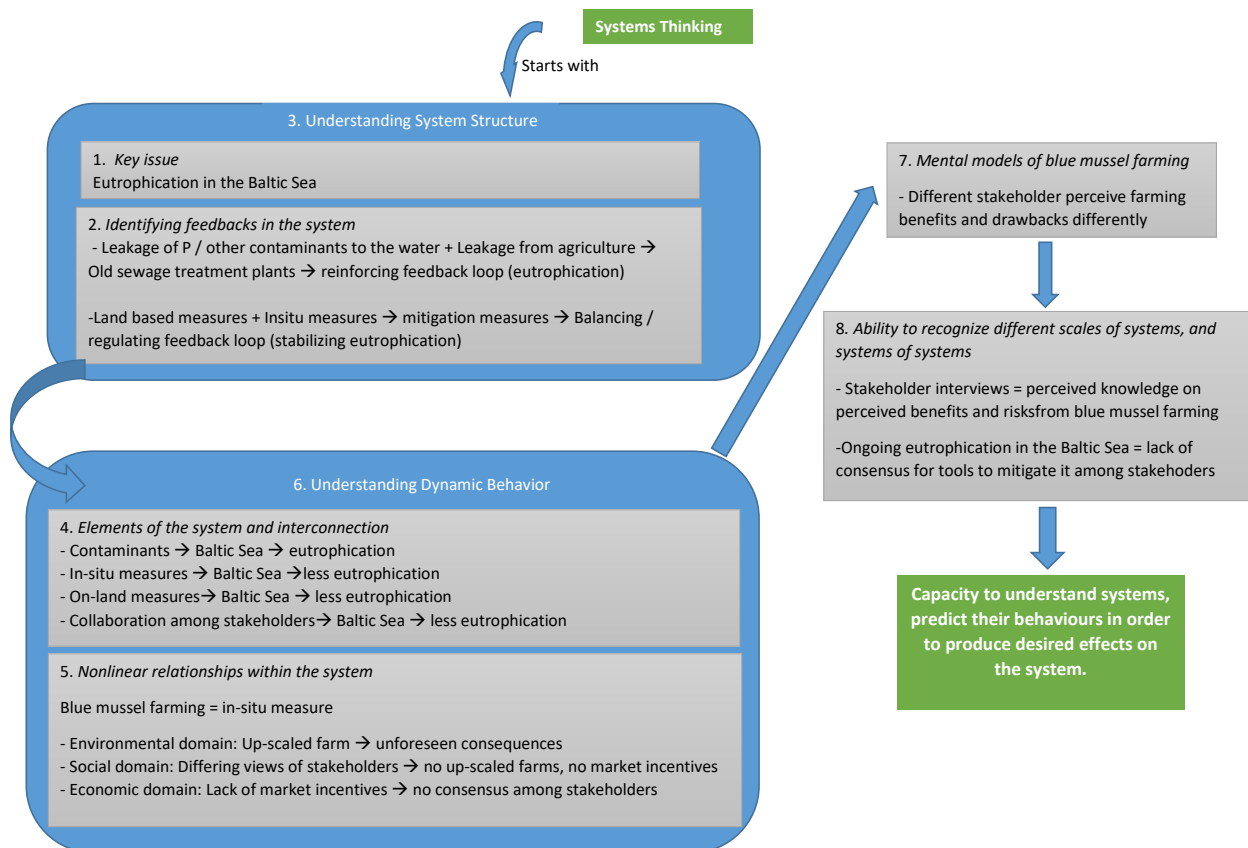 Systems Thinking
Starts with
3. Understanding System Structure
1. Key issue
Eutrophication in the Baltic Sea
2. Identifying feedbacks in the system
- Leakage of P / other contaminants to the water + Leakage from agriculture →
Old sewage treatment plants → reinforcing feedback loop (eutrophication)
-Land based measures + Insitu measures → mitigation measures → Balancing /
regulating feedback loop (stabilizing eutrophication)
6. Understanding Dynamic Behavior
4. Elements of the system and interconnection
- Contaminants → Baltic Sea → eutrophication
- In-situ measures → Baltic Sea →less eutrophication
- On-land measures→ Baltic Sea → less eutrophication
- Collaboration among stakeholders→ Baltic Sea → less eutrophication
5. Nonlinear relationships within the system
Blue mussel farming = in-situ measure
- Environmental domain: Up-scaled farm → unforeseen consequences
- Social domain: Differing views of stakeholders → no up-scaled farms, no market incentives
- Economic domain: Lack of market incentives → no consensus among stakeholders
7. Mental models of blue mussel farming
- Different stakeholder perceive farming
benefits and drawbacks differently
8. Ability to recognize different scales of systems, and
systems of systems
- Stakeholder interviews = perceived knowledge on
perceived benefits and risksfrom blue mussel farming
-Ongoing eutrophication in the Baltic Sea = lack of
consensus for tools to mitigate it among stakehoders
Capacity to understand systems,
predict their behaviours in order
to produce desired effects on
the system.